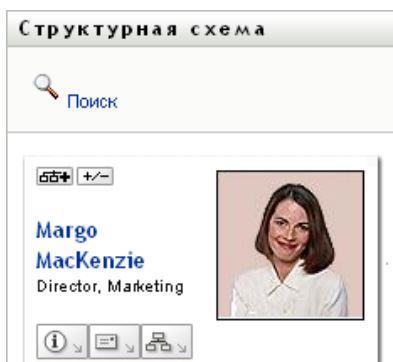 Структурная схема
Поиск
+/−
Margo
MacKenzie
Director, Marketing